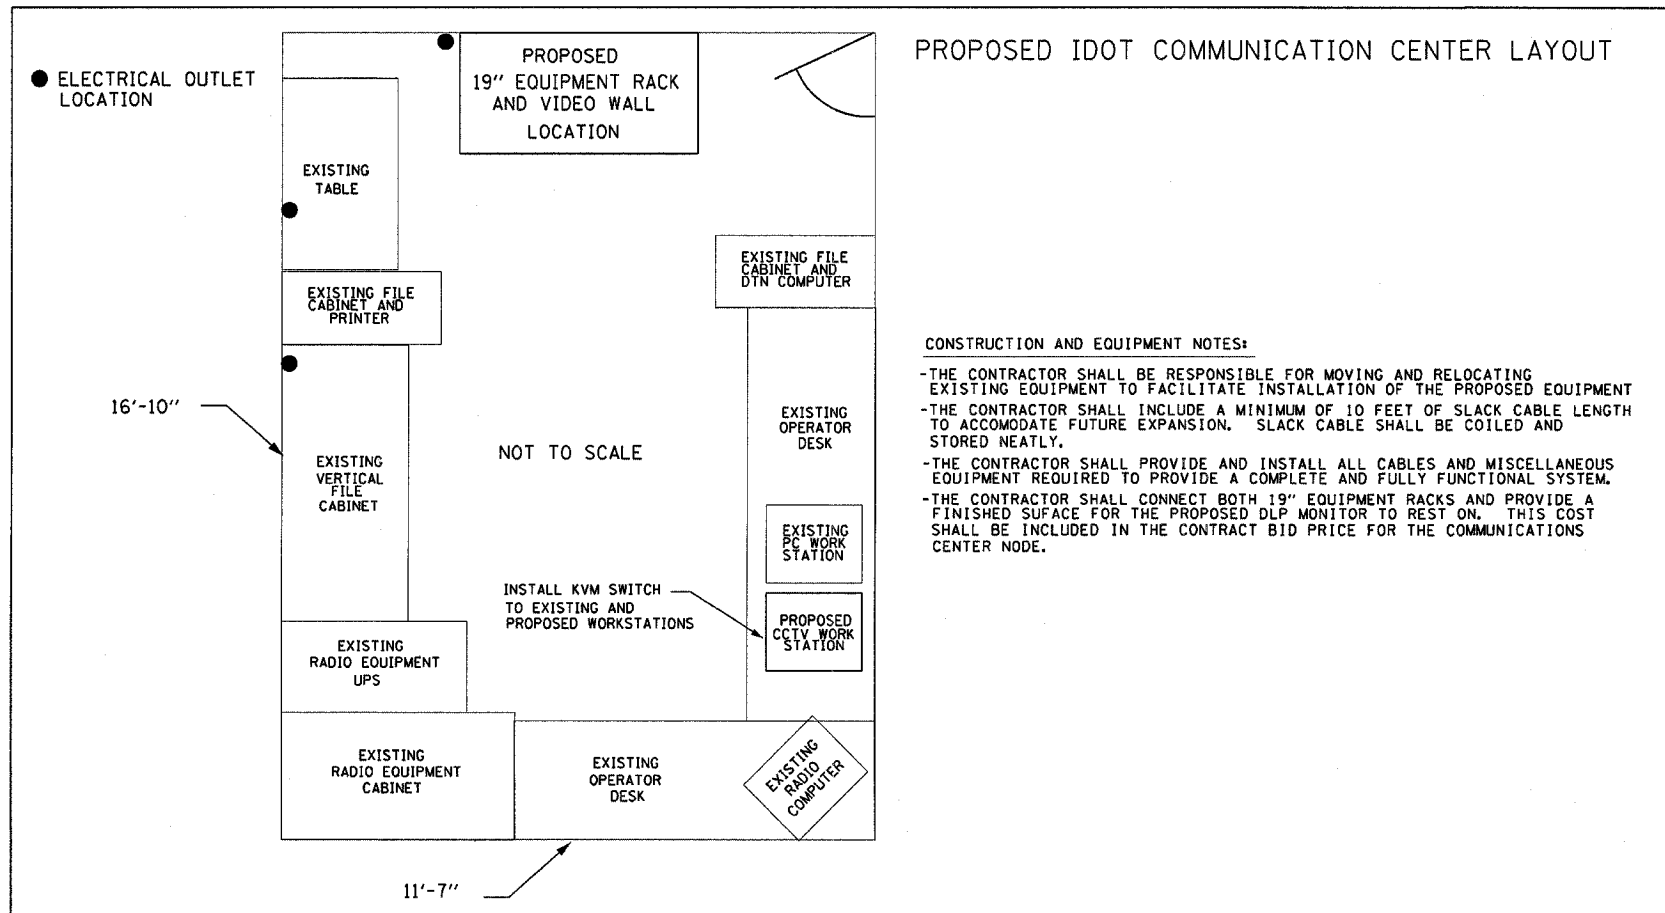 PROPOSED IDOT COMMUNICATION CENTER LAYOUT
ELECTRICAL OUTLET
LOCATION
PROPOSED
19" EQUIPMENT RACK
AND VIDEO WALL
LOCATION
EXISTING
TABLE
EXISTING FILE
CABINET AND
PRINTER
EXISTING FILE
CABINET AND
DTN COMPUTER
16'-10"
EXISTING
VERTICAL
FILE
CABINET
NOT TO SCALE
EXISTING
OPERATOR
DESK
EXISTING
PC WORK
STATION
INSTALL KVM SWITCH
TO EXISTING AND
PROPOSED WORKSTATIONS
PROPOSED
CCTV WORK
STATION
EXISTING
RADIO EQUIPMENT
UPS
EXISTING
RADIO EQUIPMENT
CABINET
EXISTING
OPERATOR
DESK
EXISTING
RADIO
COMPUTER
11'-7"
CONSTRUCTION AND EQUIPMENT NOTES:
-THE CONTRACTOR SHALL BE RESPONSIBLE FOR MOVING AND RELOCATING
EXISTING EQUIPMENT TO FACILITATE INSTALLATION OF THE PROPOSED EQUIPMENT
-THE CONTRACTOR SHALL INCLUDE A MINIMUM OF 10 FEET OF SLACK CABLE LENGTH
TO ACCOMODATE FUTURE EXPANSION. SLACK CABLE SHALL BE COILED AND
STORED NEATLY.
-THE CONTRACTOR SHALL PROVIDE AND INSTALL ALL CABLES AND MISCELLANEOUS
EQUIPMENT REQUIRED TO PROVIDE A COMPLETE AND FULLY FUNCTIONAL SYSTEM.
-THE CONTRACTOR SHALL CONNECT BOTH 19" EQUIPMENT RACKS AND PROVIDE A
FINISHED SUFACE FOR THE PROPOSED DLP MONITOR TO REST ON. THIS COST
SHALL BE INCLUDED IN THE CONTRACT BID PRICE FOR THE COMMUNICATIONS
CENTER NODE.